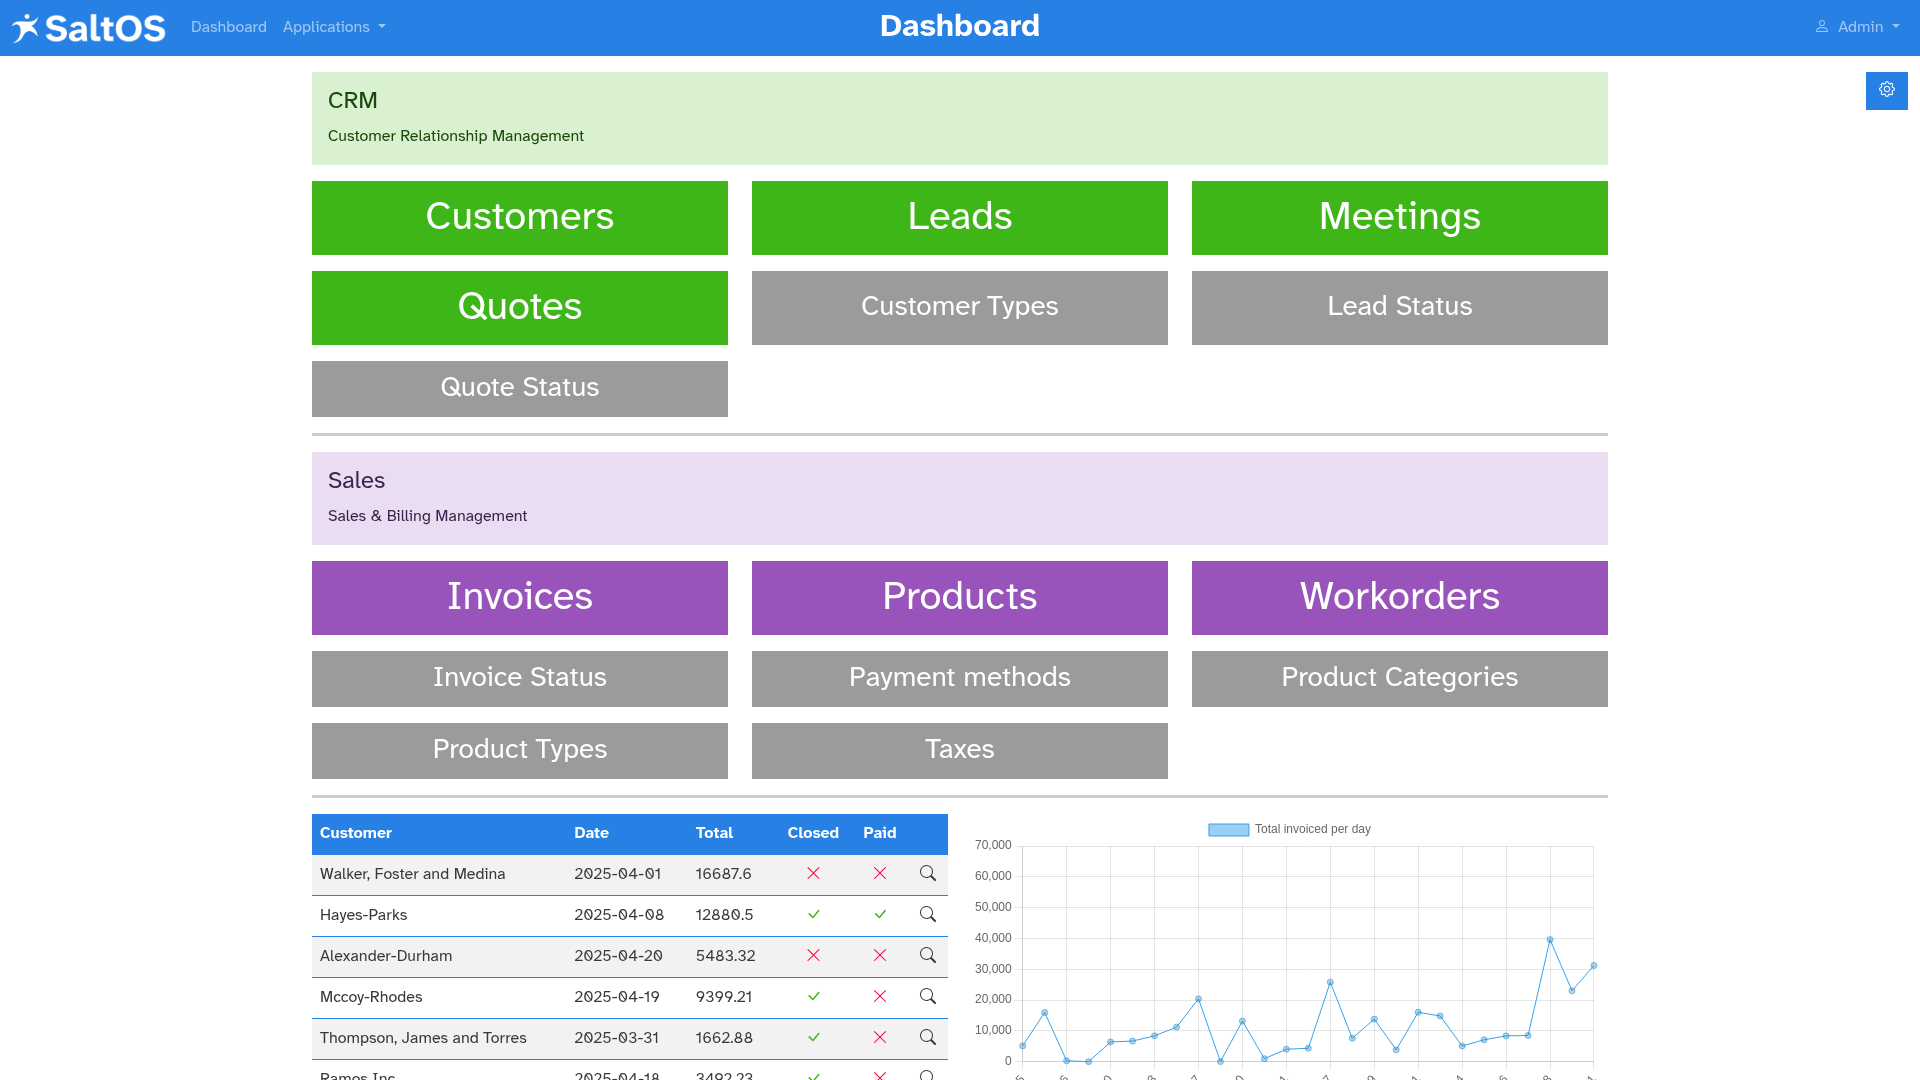 SaltOS Dashboard Applications Dashboard Admin
CRM
Customer Relationship Management
Customers Leads Meetings
Quotes Customer Types Lead Status
Quote Status
Sales
Sales & Billing Management
Invoices Products Workorders
Invoice Status Payment methods Product Categories
Product Types Taxes
Customer Date Total Closed Paid
Walker, Foster and Medina 2025-04-01 16687.6
Hayes-Parks 2025-04-08 12880.5
Alexander-Durham 2025-04-20 5483.32
Mccoy-Rhodes 2025-04-19 9399.21
Thompson, James and Torres 2025-03-31 1662.88
Ramos Inc 2025-04-18 3492.23
Total invoiced per day
70,000
60,000
50,000
40,000
30,000
20,000
10,000
0